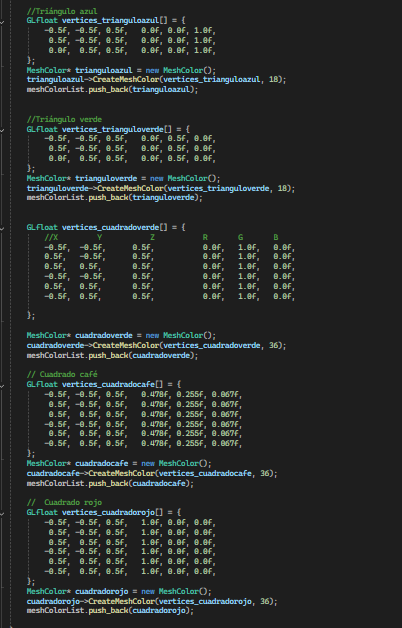 //Triángulo azul
GLfloat vertices_trianguloazul[] = {
-0.5f, -0.5f, 0.5f, 0.0f, 0.0f, 1.0f,
0.5f, -0.5f, 0.5f, 0.0f, 0.0f, 1.0f,
0.0f, 0.5f, 0.5f, 0.0f, 0.0f, 1.0f,
};
MeshColor* trianguloazul = new MeshColor();
trianguloazul->CreateMeshColor(vertices_trianguloazul, 18);
meshColorList.push_back(trianguloazul);
//Triángulo verde
GLfloat vertices_trianguloverde[] = {
-0.5f, -0.5f, 0.5f, 0.0f, 0.5f, 0.0f,
0.5f, -0.5f, 0.5f, 0.0f, 0.5f, 0.0f,
0.0f, 0.5f, 0.5f, 0.0f, 0.5f, 0.0f,
};
MeshColor* trianguloverde = new MeshColor();
trianguloverde->CreateMeshColor(vertices_trianguloverde, 18);
meshColorList.push_back(trianguloverde);
GLfloat vertices_cuadradoverde[] = {
//X Y Z R G B
-0.5f, -0.5f, 0.5f, 0.0f, 1.0f, 0.0f,
0.5f, -0.5f, 0.5f, 0.0f, 1.0f, 0.0f,
0.5f, 0.5f, 0.5f, 0.0f, 1.0f, 0.0f,
-0.5f, -0.5f, 0.5f, 0.0f, 1.0f, 0.0f,
0.5f, 0.5f, 0.5f, 0.0f, 1.0f, 0.0f,
-0.5f, 0.5f, 0.5f, 0.0f, 1.0f, 0.0f,
};
MeshColor* cuadradoverde = new MeshColor();
cuadradoverde->CreateMeshColor(vertices_cuadradoverde, 36);
meshColorList.push_back(cuadradoverde);
// Cuadrado café
GLfloat vertices_cuadradocafe[] = {
-0.5f, -0.5f, 0.5f, 0.478f, 0.255f, 0.067f,
0.5f, -0.5f, 0.5f, 0.478f, 0.255f, 0.067f,
0.5f, 0.5f, 0.5f, 0.478f, 0.255f, 0.067f,
-0.5f, -0.5f, 0.5f, 0.478f, 0.255f, 0.067f,
0.5f, 0.5f, 0.5f, 0.478f, 0.255f, 0.067f,
-0.5f, 0.5f, 0.5f, 0.478f, 0.255f, 0.067f,
};
MeshColor* cuadradocafe = new MeshColor();
cuadradocafe->CreateMeshColor(vertices_cuadradocafe, 36);
meshColorList.push_back(cuadradocafe);
// Cuadrado rojo
GLfloat vertices_cuadradorojo[] = {
-0.5f, -0.5f, 0.5f, 1.0f, 0.0f, 0.0f,
0.5f, -0.5f, 0.5f, 1.0f, 0.0f, 0.0f,
0.5f, 0.5f, 0.5f, 1.0f, 0.0f, 0.0f,
-0.5f, -0.5f, 0.5f, 1.0f, 0.0f, 0.0f,
0.5f, 0.5f, 0.5f, 1.0f, 0.0f, 0.0f,
-0.5f, 0.5f, 0.5f, 1.0f, 0.0f, 0.0f,
};
MeshColor* cuadradorojo = new MeshColor();
cuadradorojo->CreateMeshColor(vertices_cuadradorojo, 36);
meshColorList.push_back(cuadradorojo);